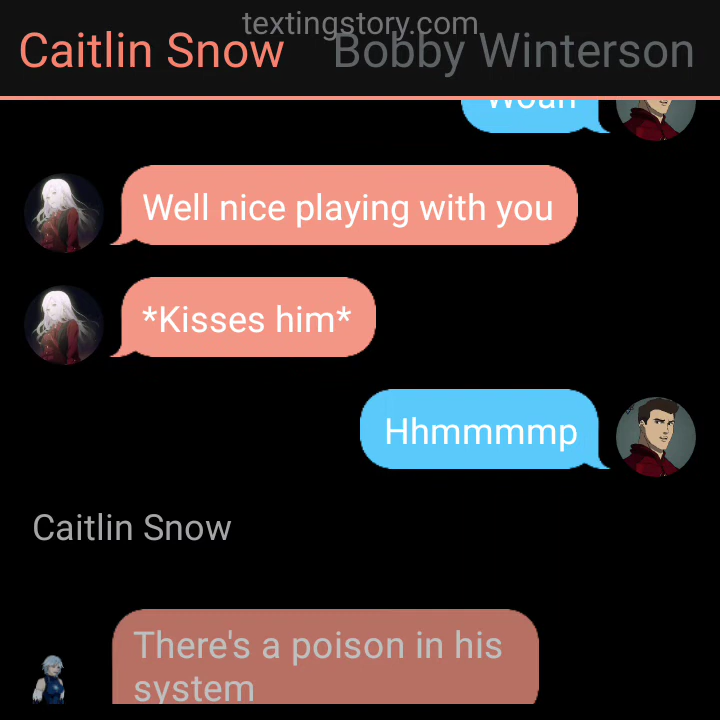 textingstory.com
Caitlin Snow Bobby Winterson
Woah
Well nice playing with you
*Kisses him*
Hhmmmmp
Caitlin Snow
There's a poison in his
system